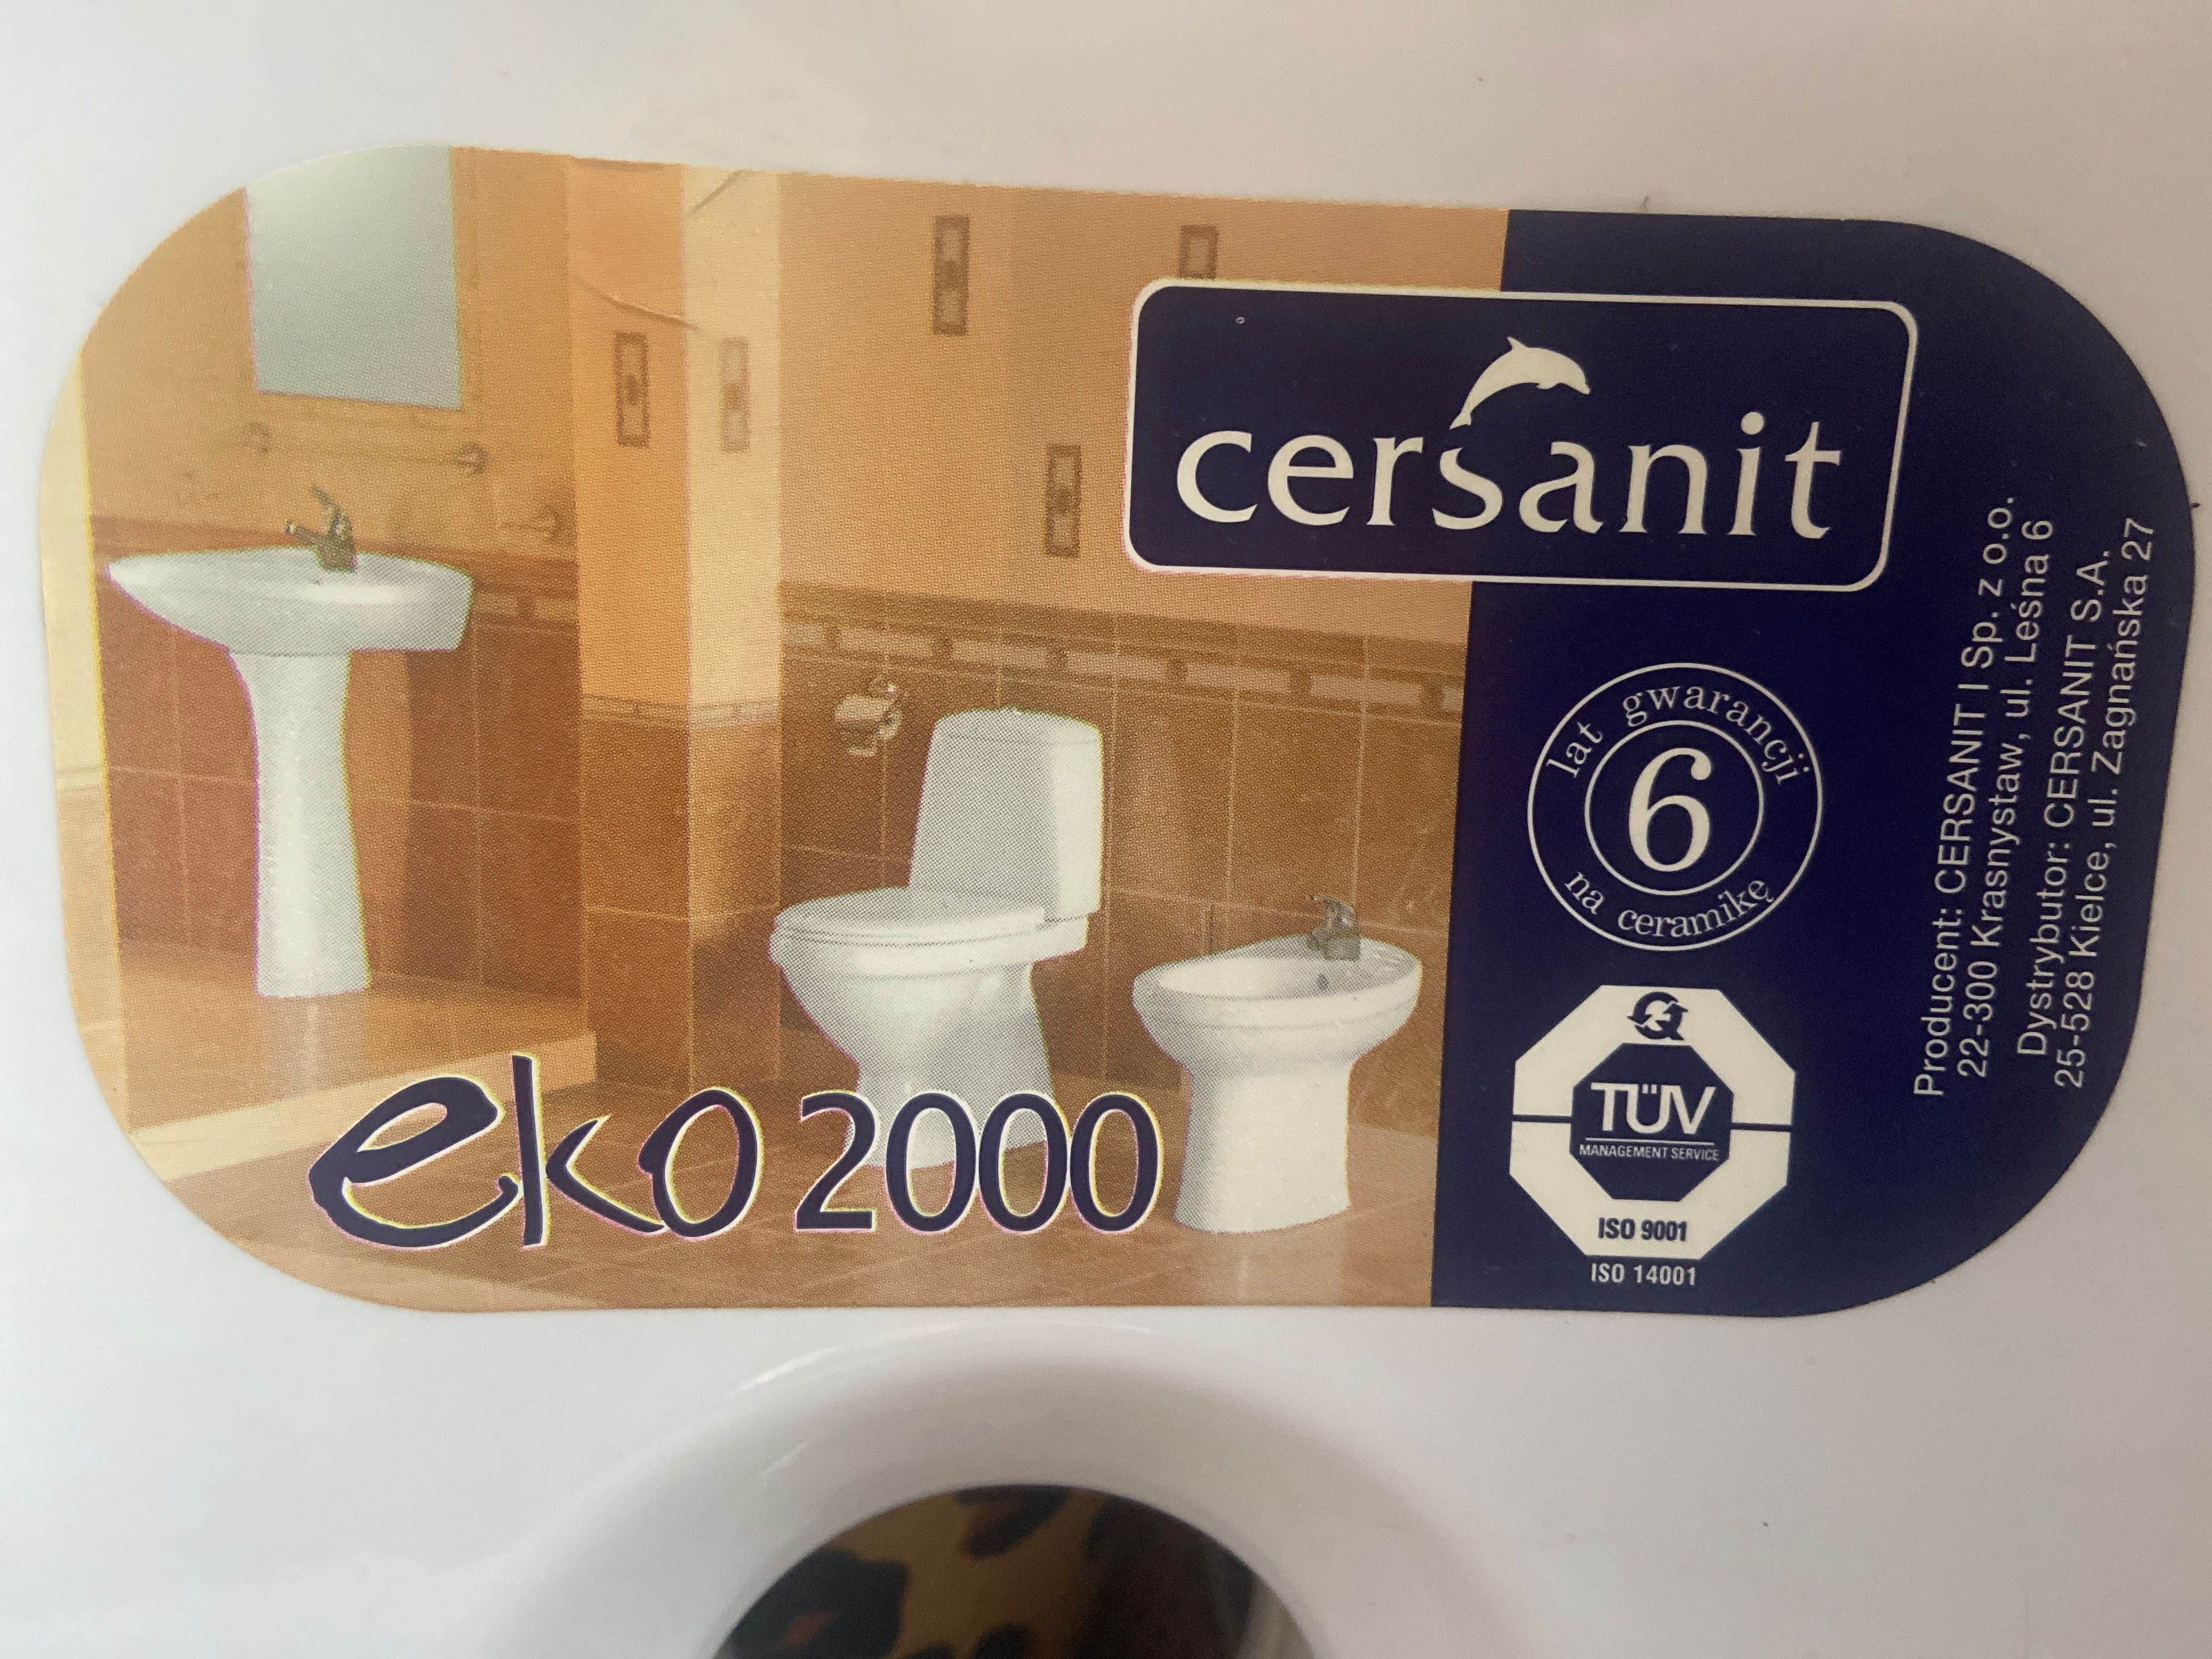 cersanit
lat gwarancji
6
na ceramikę
TÜV
MANAGEMENT SERVICE
ISO 9001
ISO 14001
eko 2000
Producent: CERSANIT I Sp. z o.o.
22-300 Krasnystaw, ul. Leśna 6
Dystrybutor: CERSANIT S.A.
25-528 Kielce, ul. Zagnańska 27